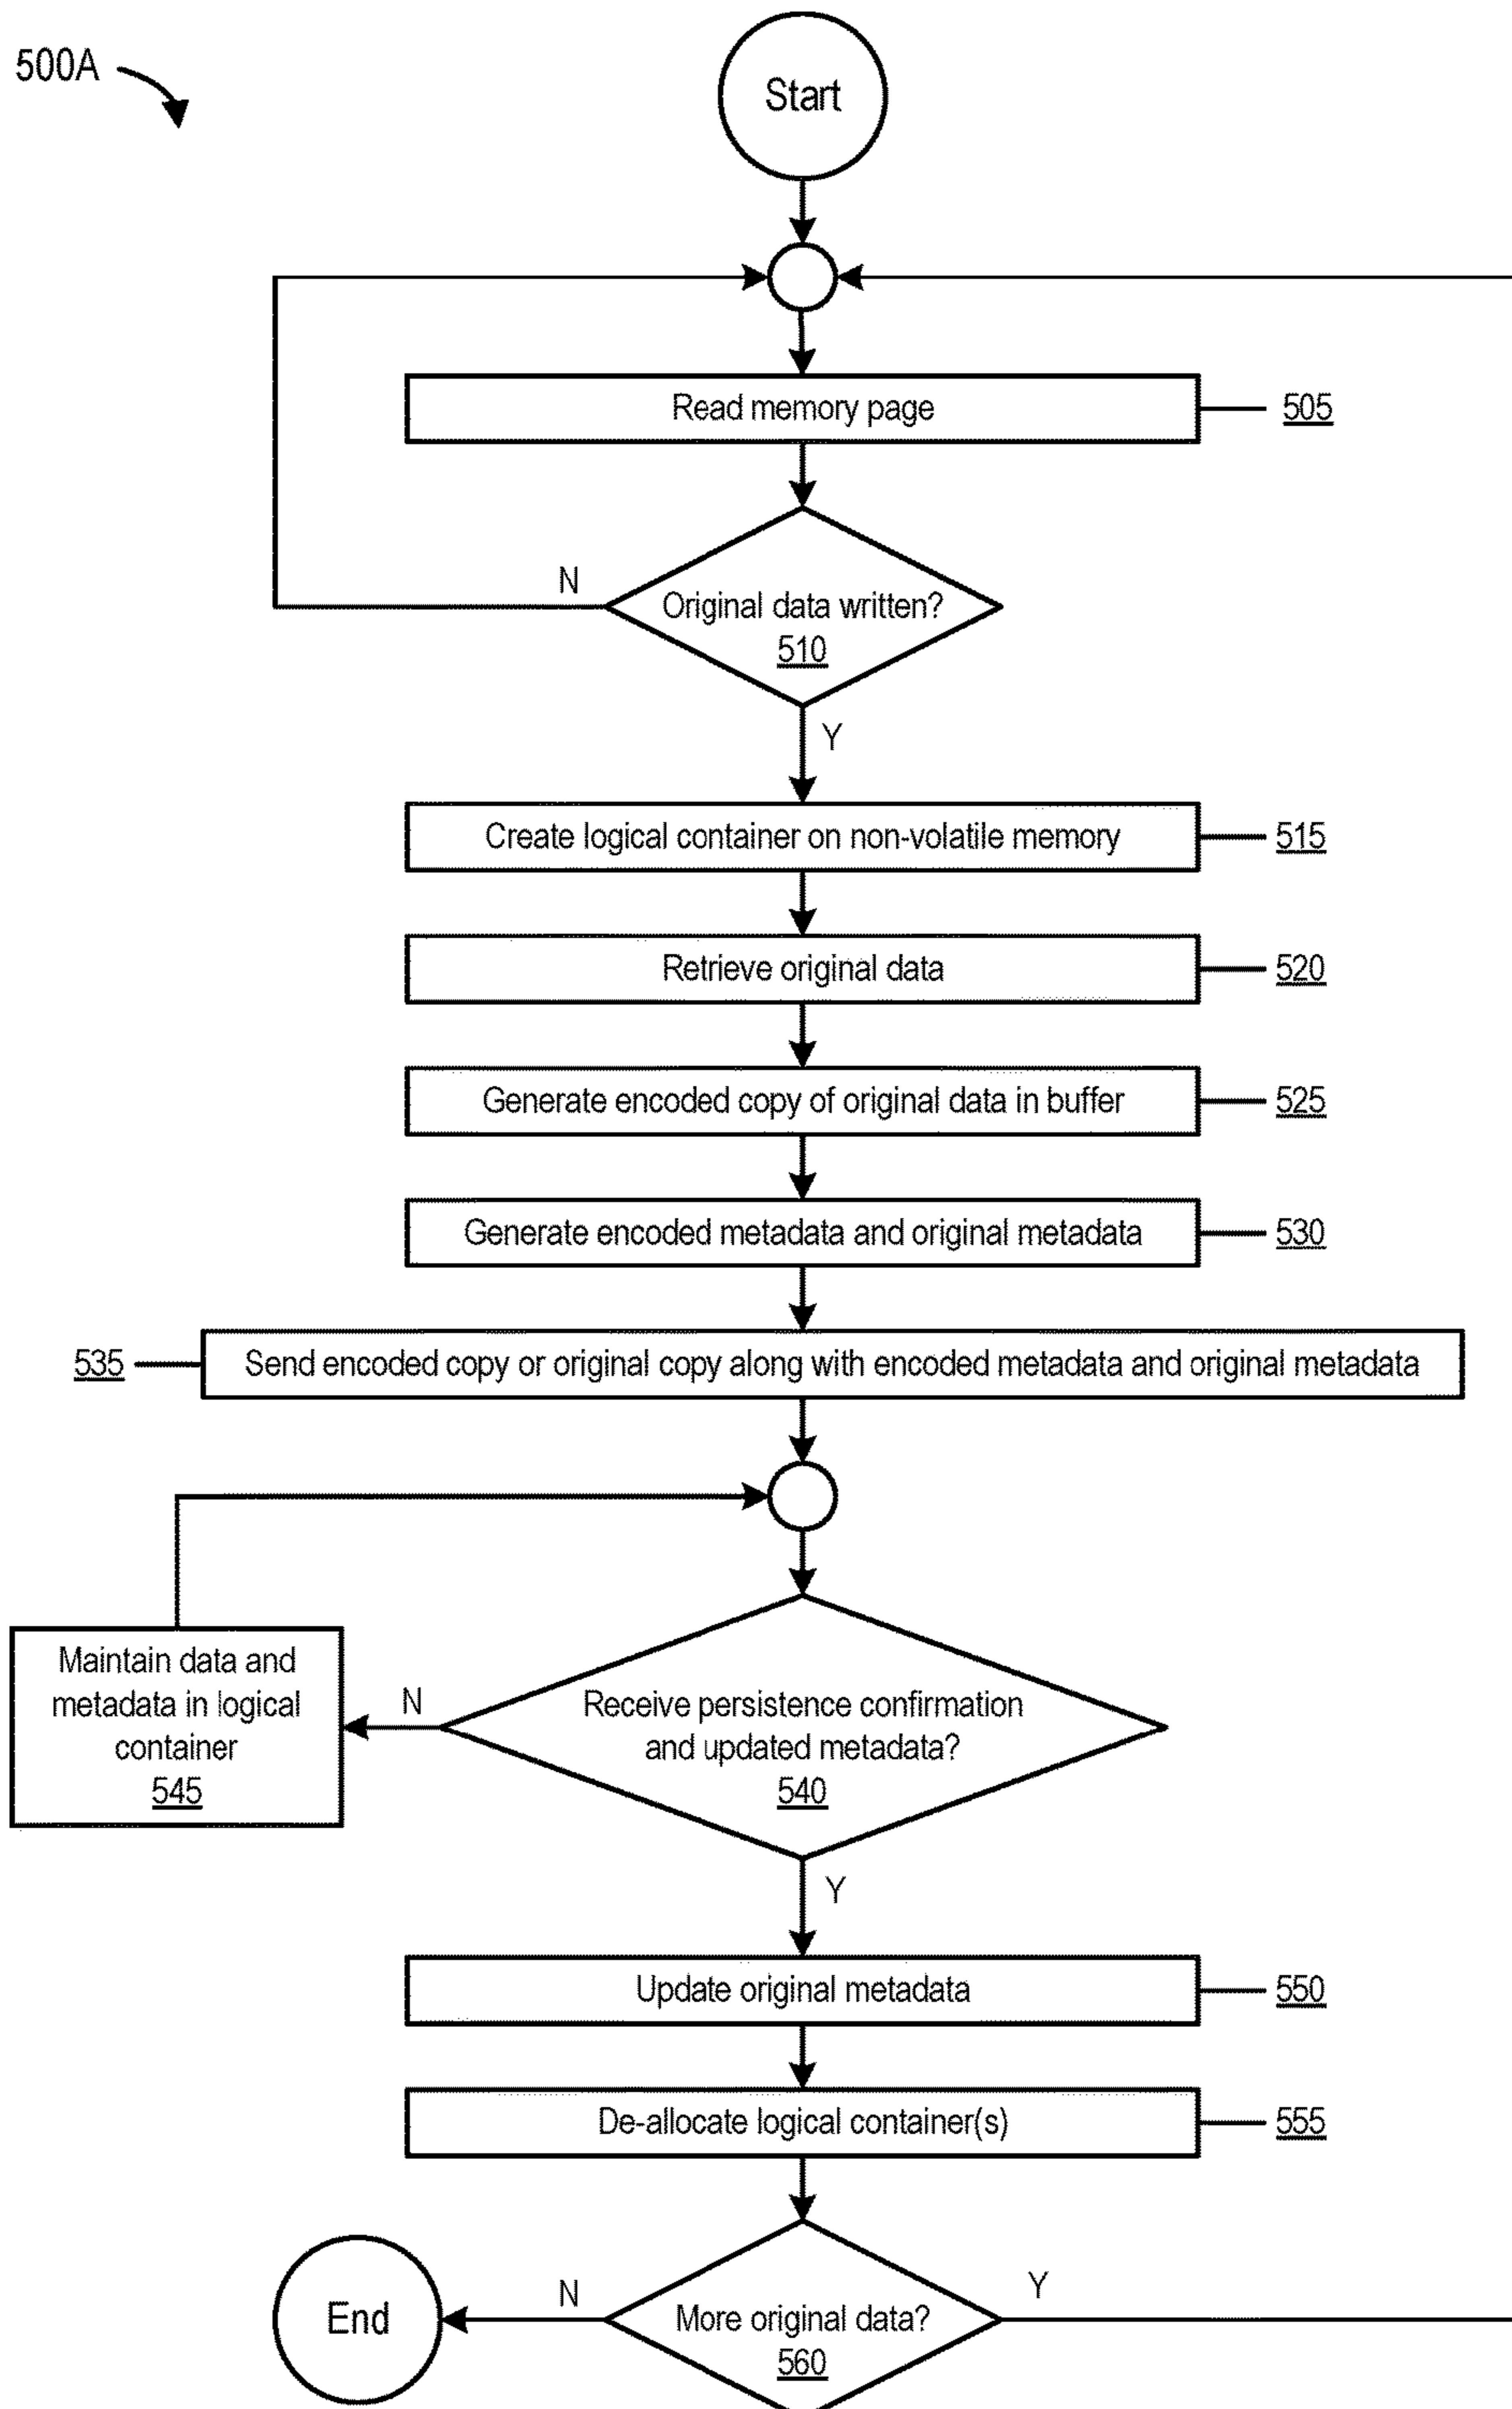 500A
Start
Read memory page
505
N
Original data written?
510
Y
Create logical container on non-volatile memory
515
Retrieve original data
520
Generate encoded copy of original data in buffer
525
Generate encoded metadata and original metadata
530
535
Send encoded copy or original copy along with encoded metadata and original metadata
Maintain data and
metadata in logical
container
545
N
Receive persistence confirmation
and updated metadata?
540
Y
Update original metadata
550
De-allocate logical container(s)
555
End
N
More original data?
560
Y